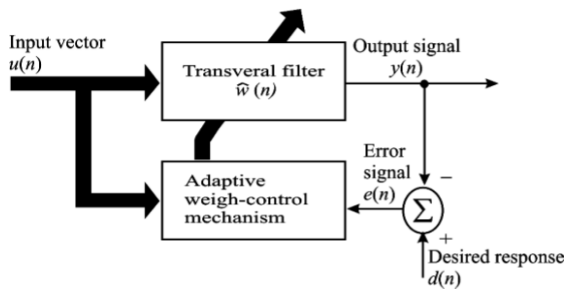 Input vector
u(n)
Transveral filter
ŵ (n)
Output signal
y(n)
Adaptive
weigh-control
mechanism
Error
signal
e(n)
−
Σ
+
Desired response
d(n)